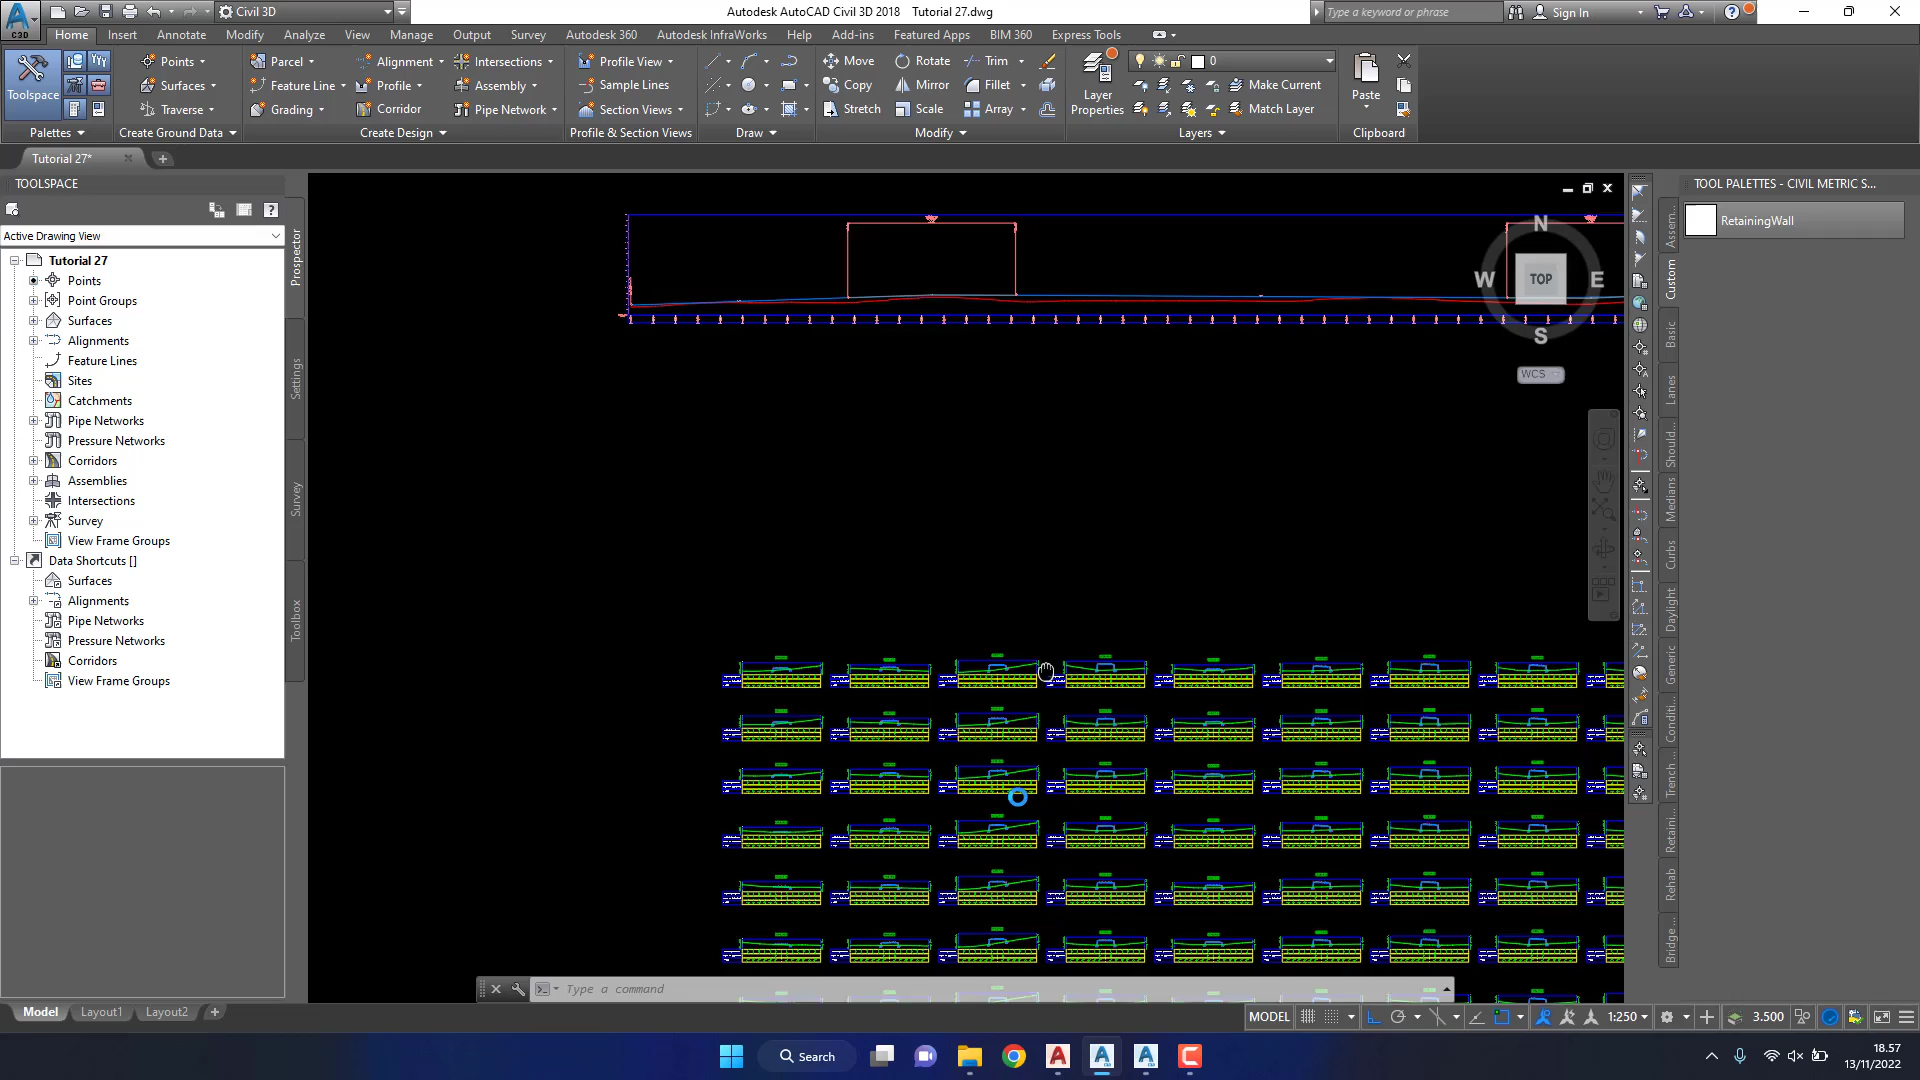 C3D
Civil 3D
Autodesk AutoCAD Civil 3D 2018 Tutorial 27.dwg
Type a keyword or phrase
Sign In
Home Insert Annotate Modify Analyze View Manage Output Survey Autodesk 360 Autodesk InfraWorks Help Add-ins Featured Apps BIM 360 Express Tools
Points Parcel Alignment Intersections Profile View Move Rotate Trim 0
Toolspace Surfaces Feature Line Profile Assembly Sample Lines Copy Mirror Fillet Layer Properties Make Current Paste
Traverse Grading Corridor Pipe Network Section Views Stretch Scale Array Match Layer
Palettes Create Ground Data Create Design Profile & Section Views Draw Modify Layers Clipboard
Tutorial 27*
TOOLSPACE
Active Drawing View
Tutorial 27
Points
Point Groups
Surfaces
Alignments
Feature Lines
Sites
Catchments
Pipe Networks
Pressure Networks
Corridors
Assemblies
Intersections
Survey
View Frame Groups
Data Shortcuts []
Surfaces
Alignments
Pipe Networks
Pressure Networks
Corridors
View Frame Groups
Prospector
Settings
Survey
Toolbox
N
W TOP E
S
WCS
TOOL PALETTES - CIVIL METRIC S...
RetainingWall
Assem...
Custom
Basic
Lanes
Should...
Medians
Curbs
Daylight
Generic
Conditi...
Trench ...
Retaini...
Rehab
Bridge...
Type a command
Model Layout1 Layout2
MODEL 1:250 3.500
Search
18.57
13/11/2022